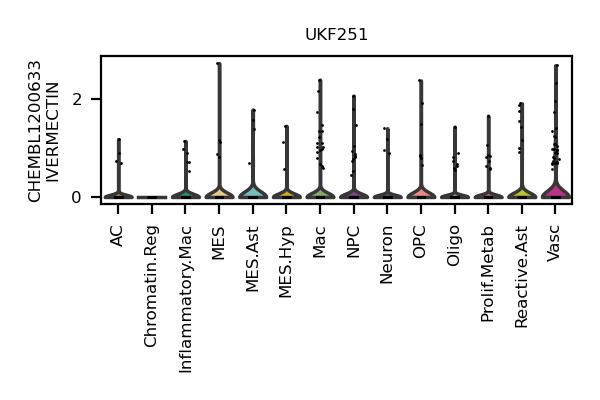 UKF251
CHEMBL1200633
IVERMECTIN
2
0
AC
Chromatin.Reg
Inflammatory.Mac
MES
MES.Ast
MES.Hyp
Mac
NPC
Neuron
OPC
Oligo
Prolif.Metab
Reactive.Ast
Vasc